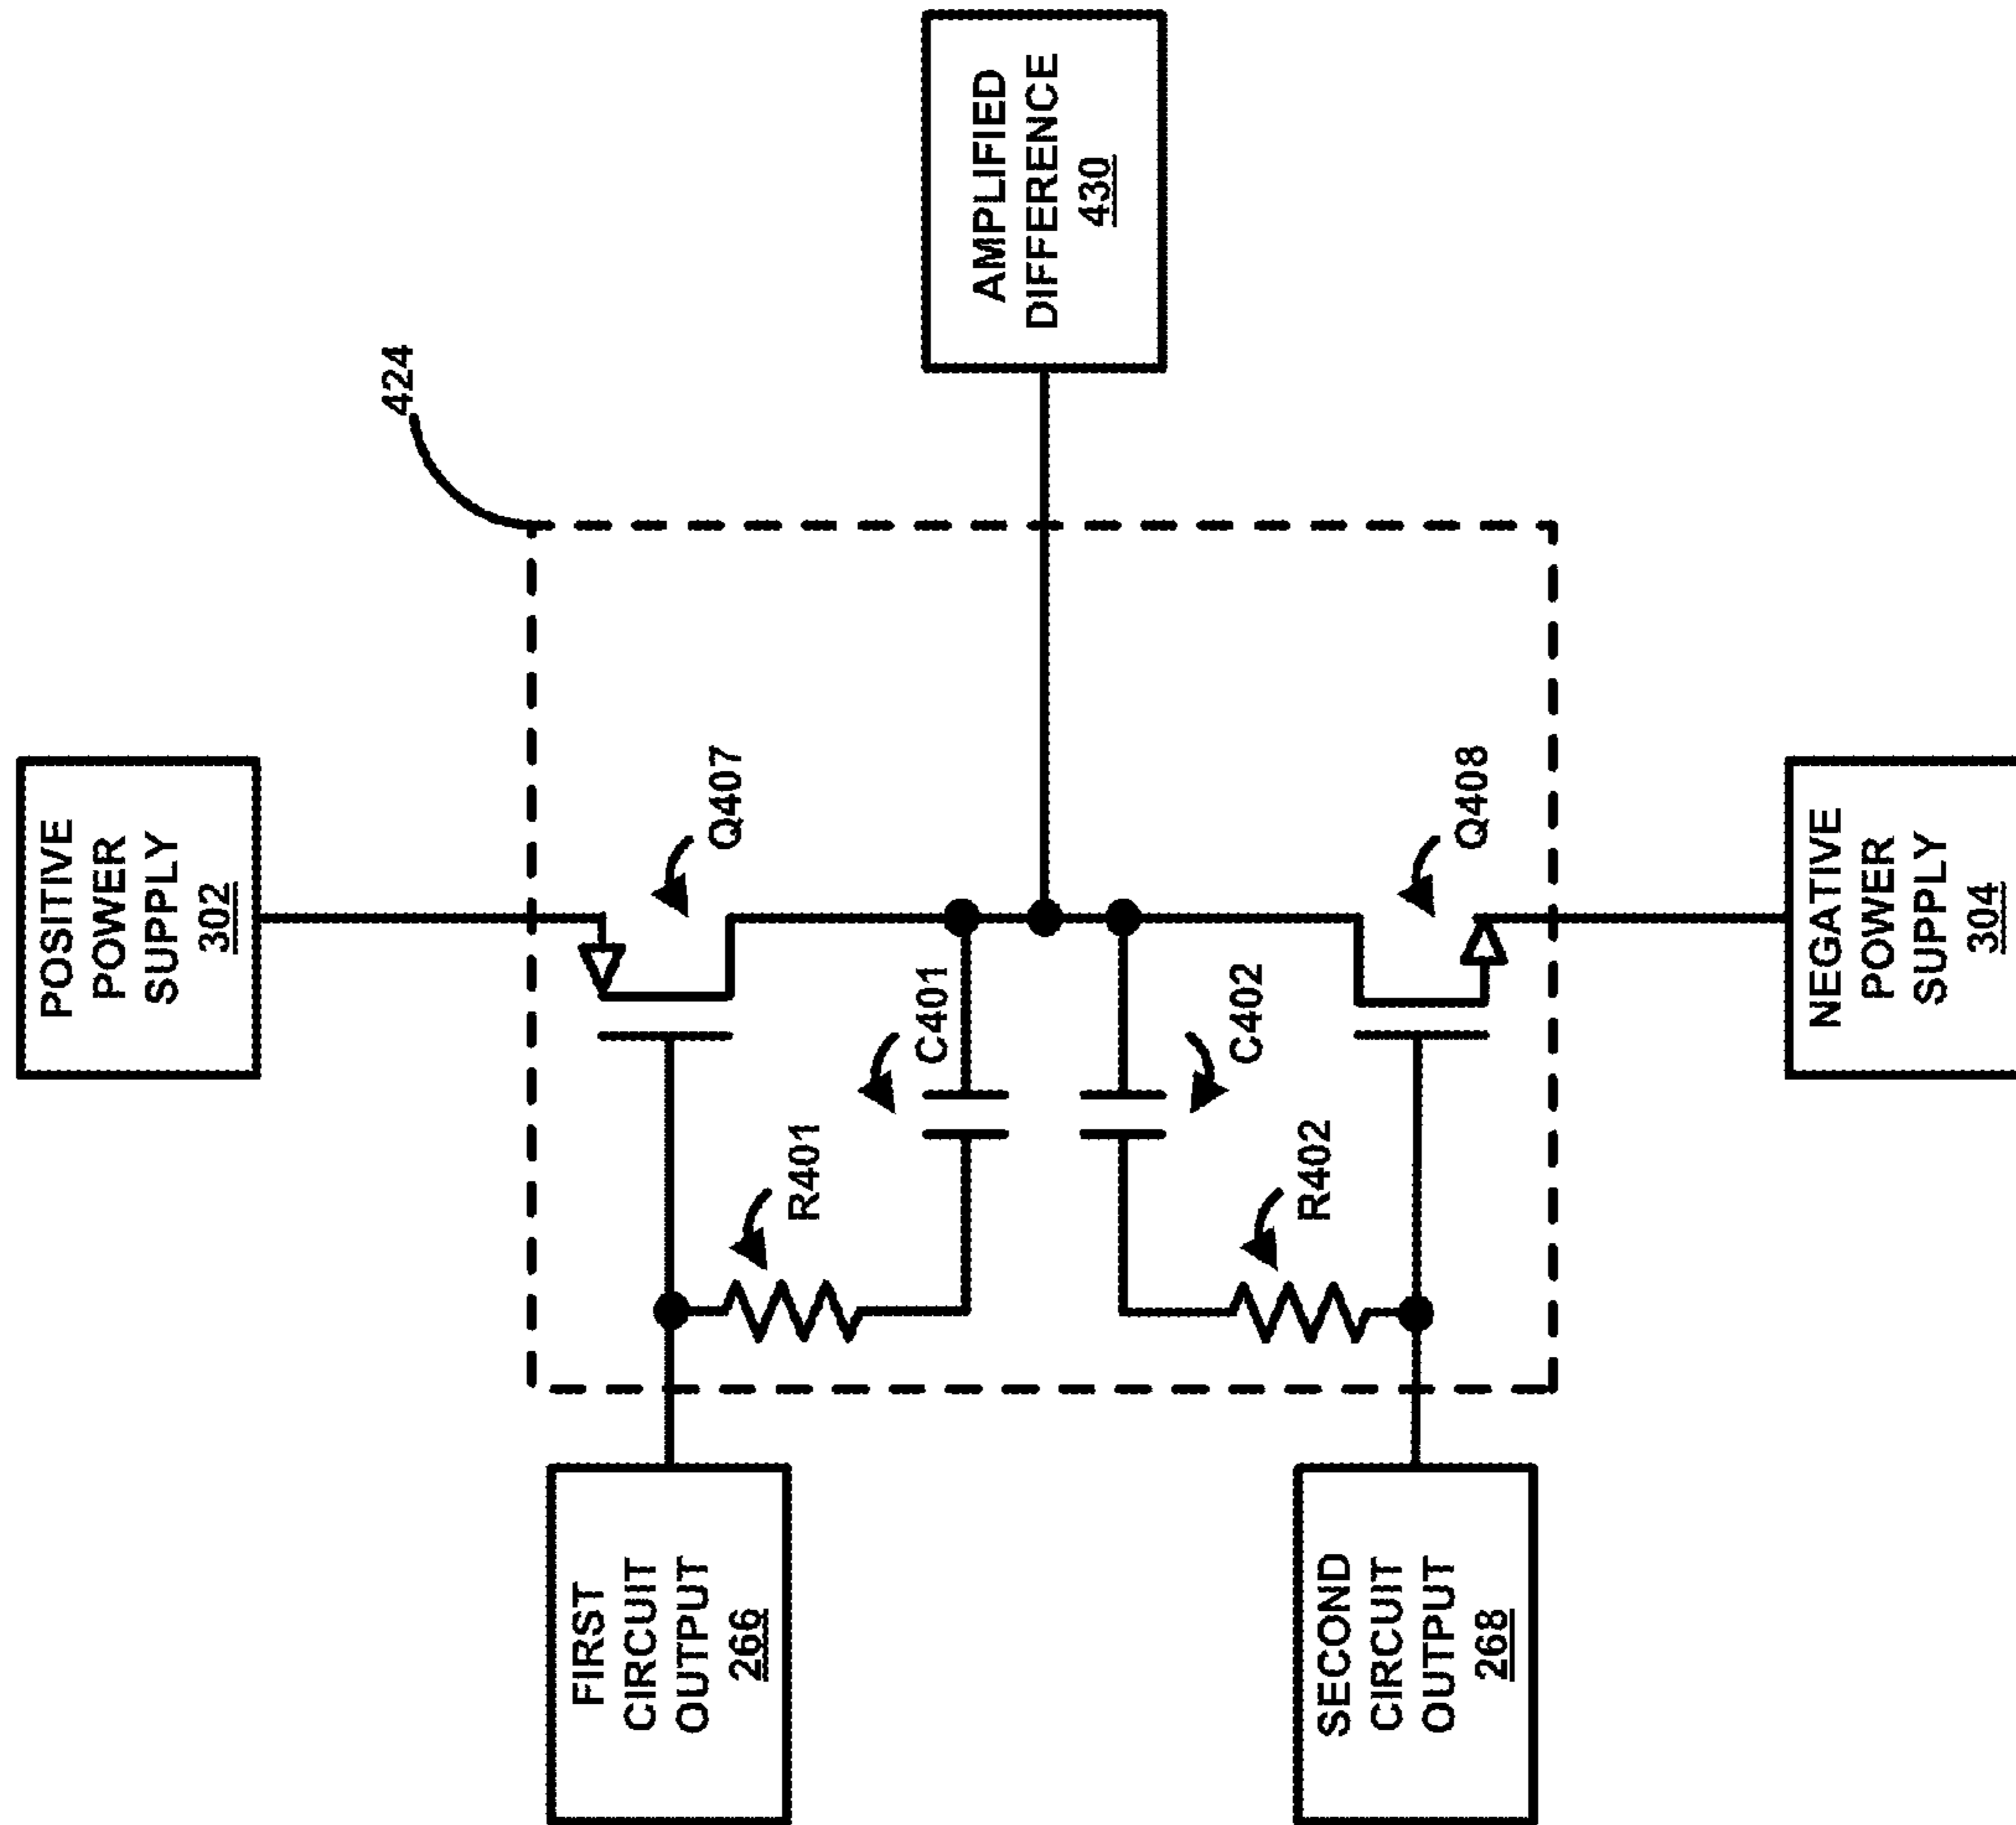 POSITIVE
POWER
SUPPLY
302
424
AMPLIFIED
DIFFERENCE
430
Q407
C401
R401
C402
R402
Q408
FIRST
CIRCUIT
OUTPUT
266
SECOND
CIRCUIT
OUTPUT
268
NEGATIVE
POWER
SUPPLY
304